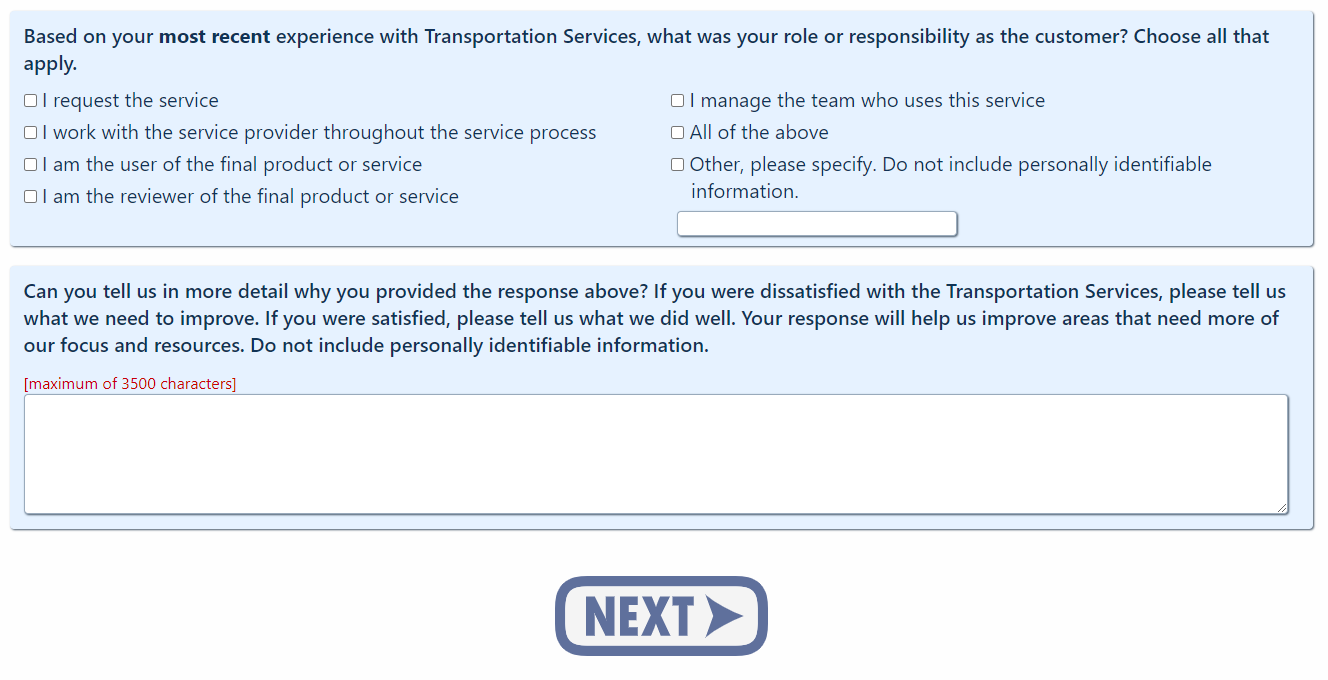 Based on your most recent experience with Transportation Services, what was your role or responsibility as the customer? Choose all that
apply.
I request the service
I work with the service provider throughout the service process
I am the user of the final product or service
I am the reviewer of the final product or service
I manage the team who uses this service
All of the above
Other, please specify. Do not include personally identifiable
information.
Can you tell us in more detail why you provided the response above? If you were dissatisfied with the Transportation Services, please tell us
what we need to improve. If you were satisfied, please tell us what we did well. Your response will help us improve areas that need more of
our focus and resources. Do not include personally identifiable information.
[maximum of 3500 characters]
NEXT